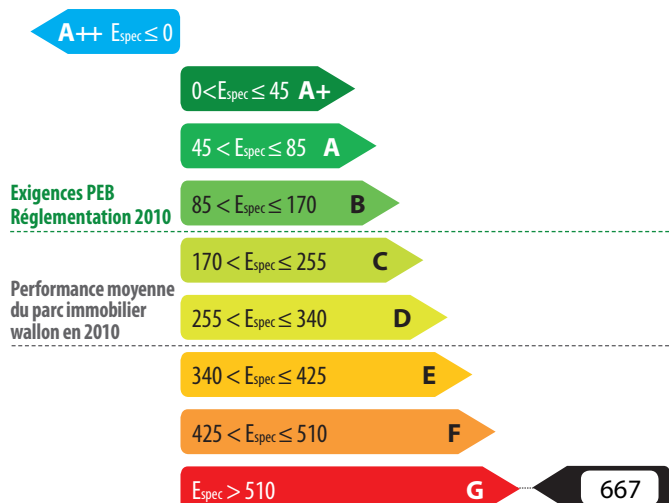 A++ Espec ≤ 0
0<Espec ≤ 45 A+
45 < Espec ≤ 85 A
Exigences PEB
Réglementation 2010
85 < Espec ≤ 170 B
170 < Espec ≤ 255 C
Performance moyenne
du parc immobilier
wallon en 2010
255 < Espec ≤ 340 D
340 < Espec ≤ 425 E
425 < Espec ≤ 510 F
Espec > 510 G 667